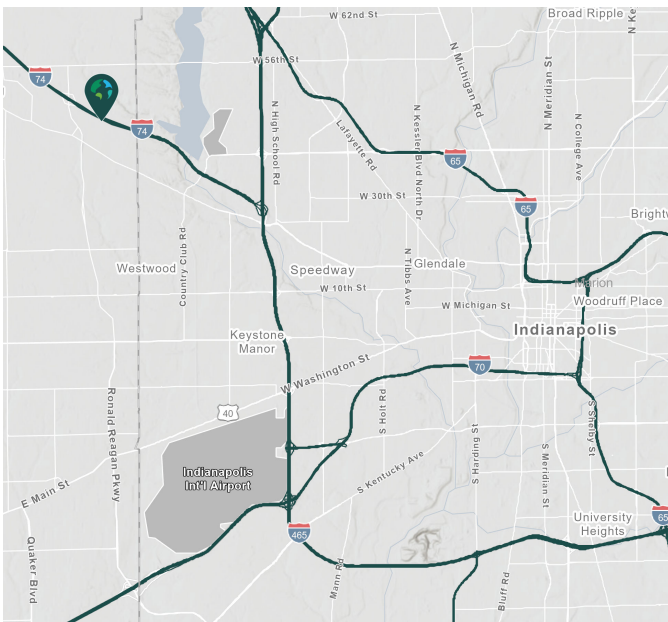 W 62nd St
Broad Ripple
N Ke
W 56th St
74
N Michigan Rd
N Meridian St
74
N High School Rd
Lafayette Rd
N Kessler Blvd North Dr
N College Ave
65
W 30th St
65
Brightw
Country Club Rd
Westwood
Speedway
N Tibbs Ave
Glendale
W 10th St
Marion
Woodruff Place
W Michigan St
Indianapolis
Keystone
Manor
W Washington St
70
Ronald Reagan Pkwy
40
S Holt Rd
S Shelby St
Indianapolis
Int'l Airport
S Kentucky Ave
S Harding St
S Meridian St
E Main St
University
Heights
65
465
Quaker Blvd
Mann Rd
Bluff Rd